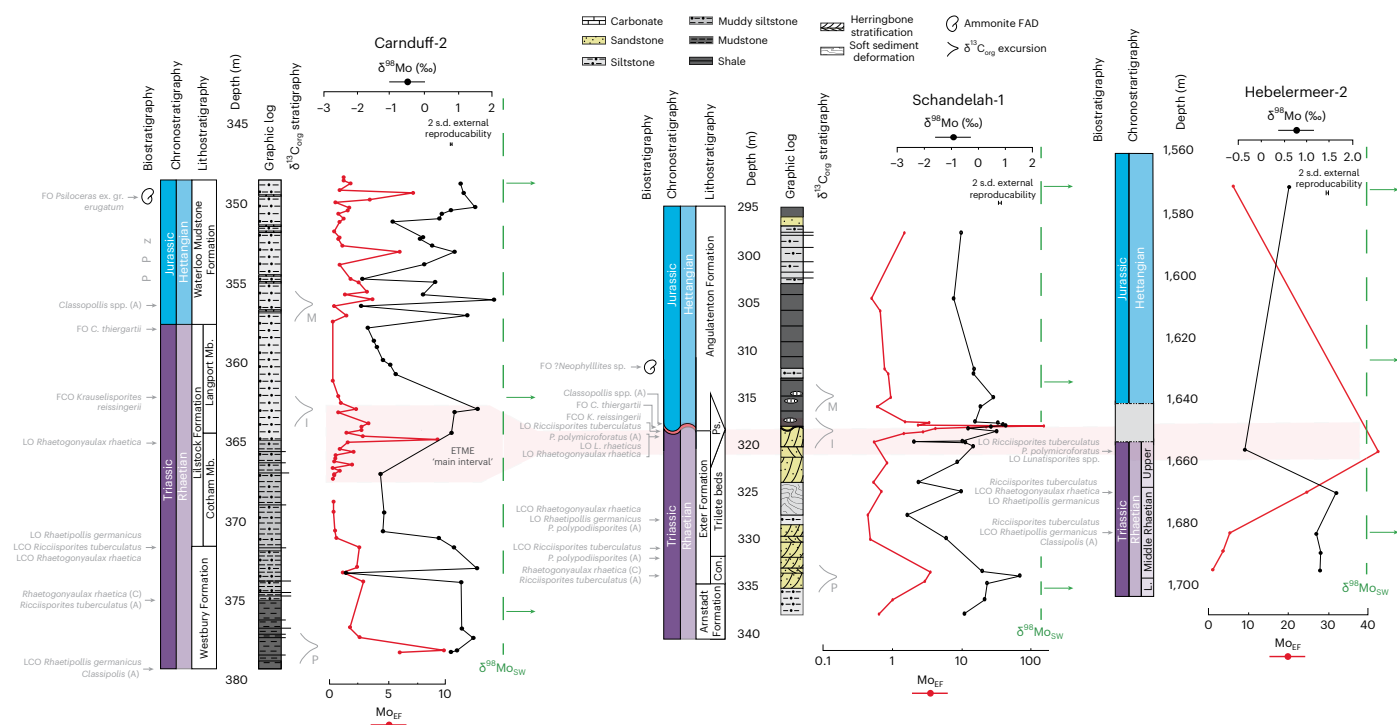 Carbonate
Sandstone
Siltstone
Muddy siltstone
Mudstone
Shale
Herringbone
stratification
Soft sediment
deformation
Ammonite FAD
δ13Corg excursion
Carnduff-2
δ98Mo (‰)
–3 –2 –1 0 1 2
2 s.d. external
reproducability
Biostratigraphy
Chronostratigraphy
Lithostratigraphy
Depth (m)
Graphic log
δ13Corg stratigraphy
345
350
355
360
365
370
375
380
FO Psiloceras ex. gr.
erugatum
z
P
P
Classopollis spp. (A)
FO C. thiergartii
FCO Krauselisporites
reissingerii
LO Rhaetogonyaulax rhaetica
LO Rhaetipollis germanicus
LCO Ricciisporites tuberculatus
LCO Rhaetogonyaulax rhaetica
Rhaetogonyaulax rhaetica (C)
Ricciisporites tuberculatus (A)
LCO Rhaetipollis germanicus
Classipolis (A)
Jurassic
Hettangian
Triassic
Rhaetian
Waterloo Mudstone
Formation
Lilstock Formation
Langport Mb.
Cotham Mb.
Westbury Formation
M
I
P
ETME
'main interval'
δ98MoSW
0 5 10
MoEF
Schandelah-1
δ98Mo (‰)
–3 –1 1 3
2 s.d. external
reproducability
Biostratigraphy
Chronostratigraphy
Lithostratigraphy
Depth (m)
Graphic log
δ13Corg stratigraphy
295
300
305
310
315
320
325
330
335
340
FO ?Neophyllites sp.
Classopollis spp. (A)
FO C. thiergartii
FCO K. reissingerii
LO Ricciisporites tuberculatus
P. polymicroforatus (A)
LO L. rhaeticus
LO Rhaetogonyaulax rhaetica
LCO Rhaetogonyaulax rhaetica
LO Rhaetipollis germanicus
P. polypodiisporites (A)
LCO Ricciisporites tuberculatus
P. polypodiisporites (A)
Rhaetogonyaulax rhaetica (C)
Ricciisporites tuberculatus (A)
Jurassic
Hettangian
Triassic
Rhaetian
Angulatenton Formation
Ps.
Exter Formation
Trilete beds
Con.
Arnstadt
Formation
M
I
P
δ98MoSW
0.1 1 10 100
MoEF
Hebelermeer-2
δ98Mo (‰)
–0.5 0 0.5 1.0 1.5 2.0
2 s.d. external
reproducability
Biostratigraphy
Chronostrartigraphy
Depth (m)
1,560
1,580
1,600
1,620
1,640
1,660
1,680
1,700
LO Ricciisporites tuberculatus
P. polymicroforatus
LO Lunatisporites spp.
Ricciisporites tuberculatus
LCO Rhaetogonyaulax rhaetica
LO Rhaetipollis germanicus
Ricciisporites tuberculatus
LCO Rhaetipollis germanicus
Classipolis (A)
Jurassic
Hettangian
Triassic
Rhaetian
Upper
Middle
L.
δ98MoSW
0 10 20 30 40
MoEF